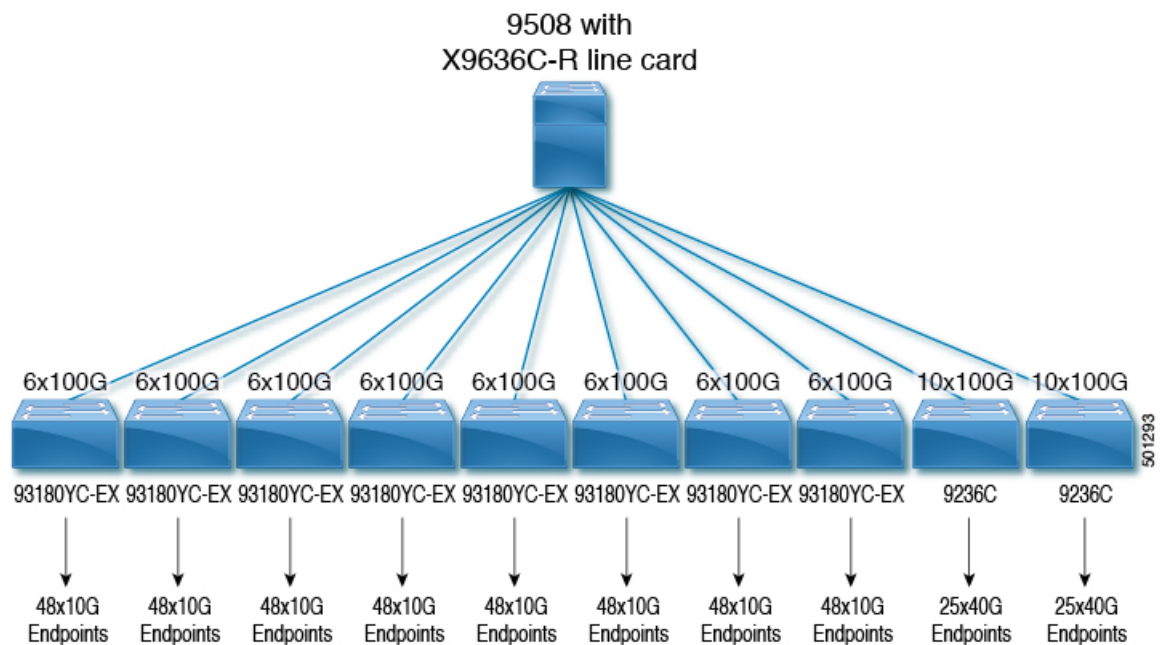 9508 with
X9636C-R line card
6x100G 6x100G 6x100G 6x100G 6x100G 6x100G 6x100G 6x100G 10x100G 10x100G
501293
93180YC-EX 93180YC-EX 93180YC-EX 93180YC-EX 93180YC-EX 93180YC-EX 93180YC-EX 93180YC-EX 9236C 9236C
48x10G 48x10G 48x10G 48x10G 48x10G 48x10G 48x10G 48x10G 25x40G 25x40G
Endpoints Endpoints Endpoints Endpoints Endpoints Endpoints Endpoints Endpoints Endpoints Endpoints